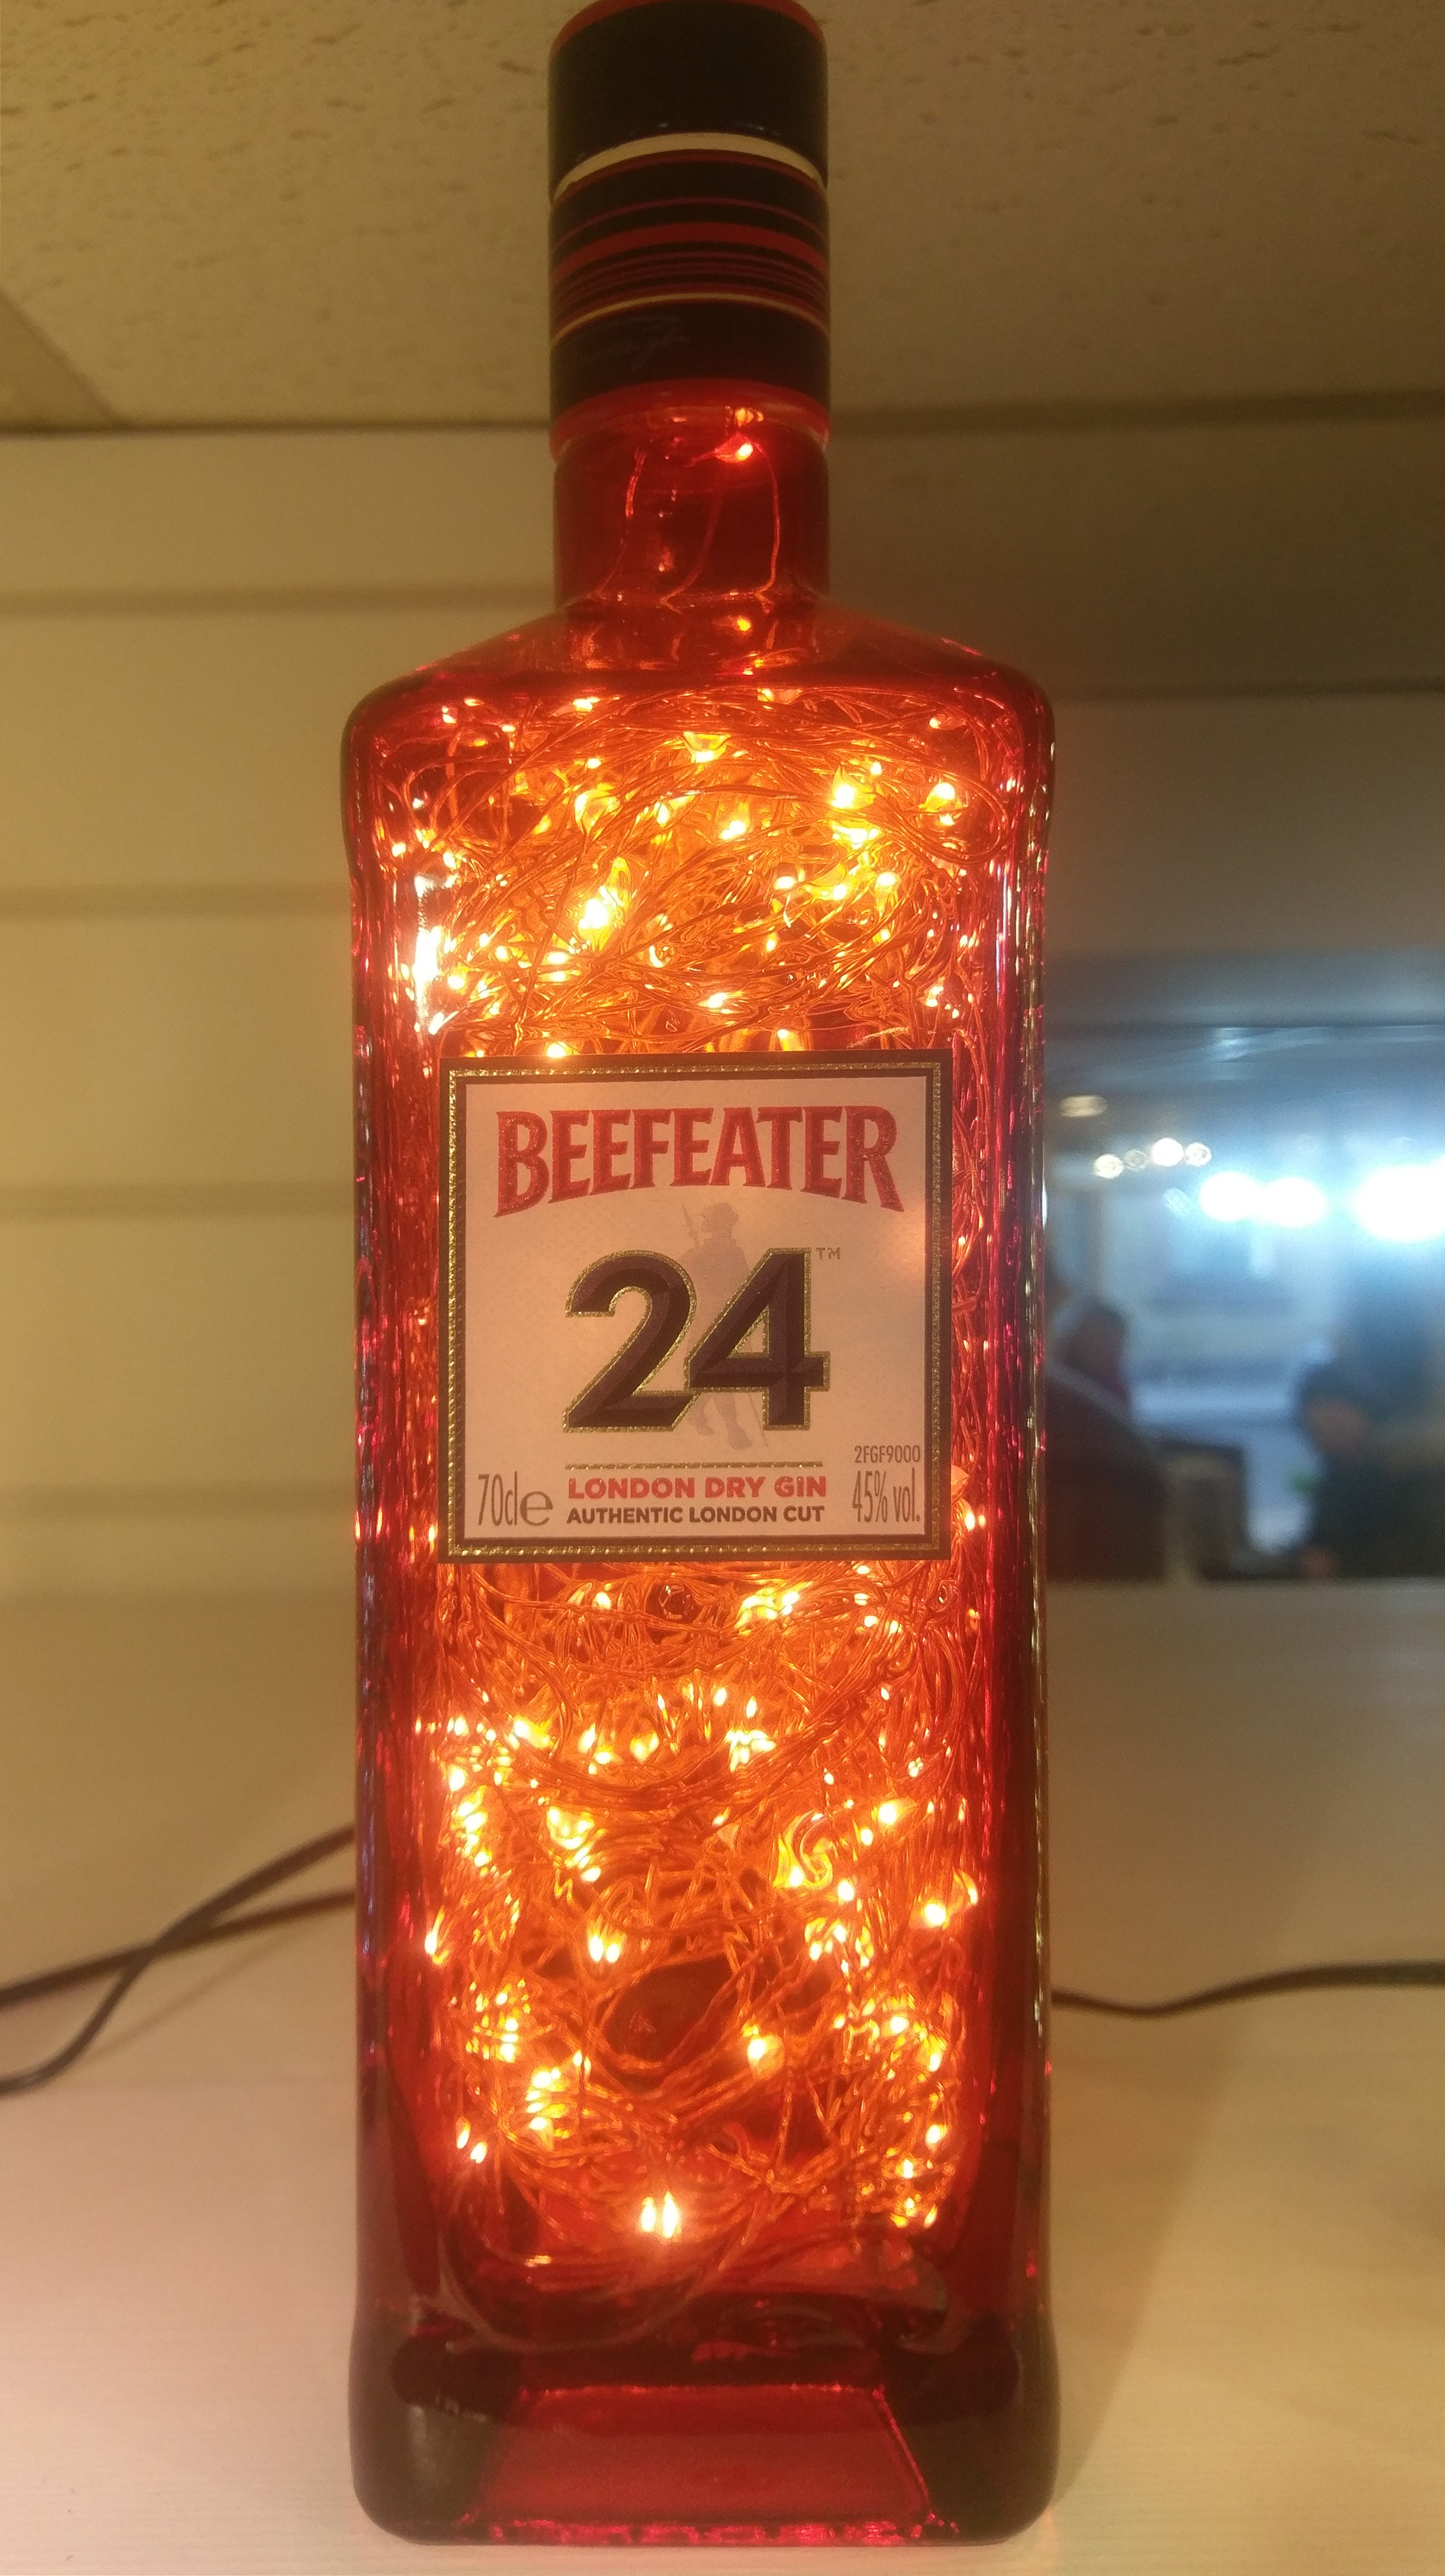 BEEFEATER
24™
2FGF9000
70cl e LONDON DRY GIN 45% vol.
AUTHENTIC LONDON CUT